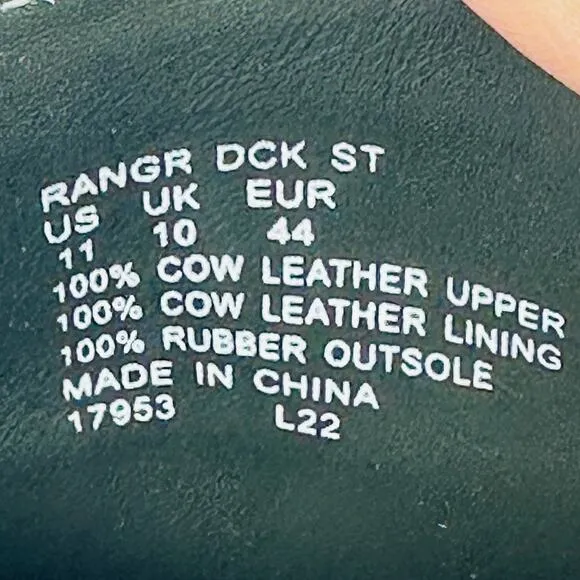 RANGR DCK ST
US UK EUR
11 10 44
100% COW LEATHER UPPER
100% COW LEATHER LINING
100% RUBBER OUTSOLE
MADE IN CHINA
17953 L22